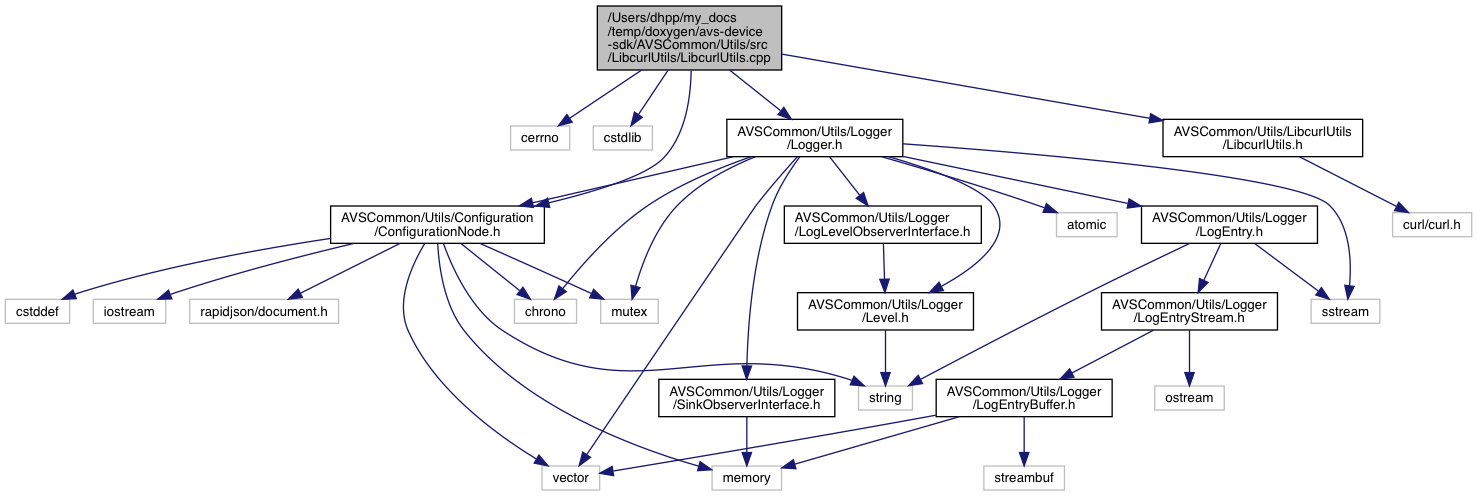 /Users/dhpp/my_docs
/temp/doxygen/avs-device
-sdk/AVSCommon/Utils/src
/LibcurlUtils/LibcurlUtils.cpp
cerrno
cstdlib
AVSCommon/Utils/Logger
/Logger.h
AVSCommon/Utils/LibcurlUtils
/LibcurlUtils.h
AVSCommon/Utils/Configuration
/ConfigurationNode.h
AVSCommon/Utils/Logger
/LogLevelObserverInterface.h
atomic
AVSCommon/Utils/Logger
/LogEntry.h
curl/curl.h
cstddef
iostream
rapidjson/document.h
chrono
mutex
AVSCommon/Utils/Logger
/Level.h
AVSCommon/Utils/Logger
/LogEntryStream.h
sstream
AVSCommon/Utils/Logger
/SinkObserverInterface.h
string
AVSCommon/Utils/Logger
/LogEntryBuffer.h
ostream
vector
memory
streambuf